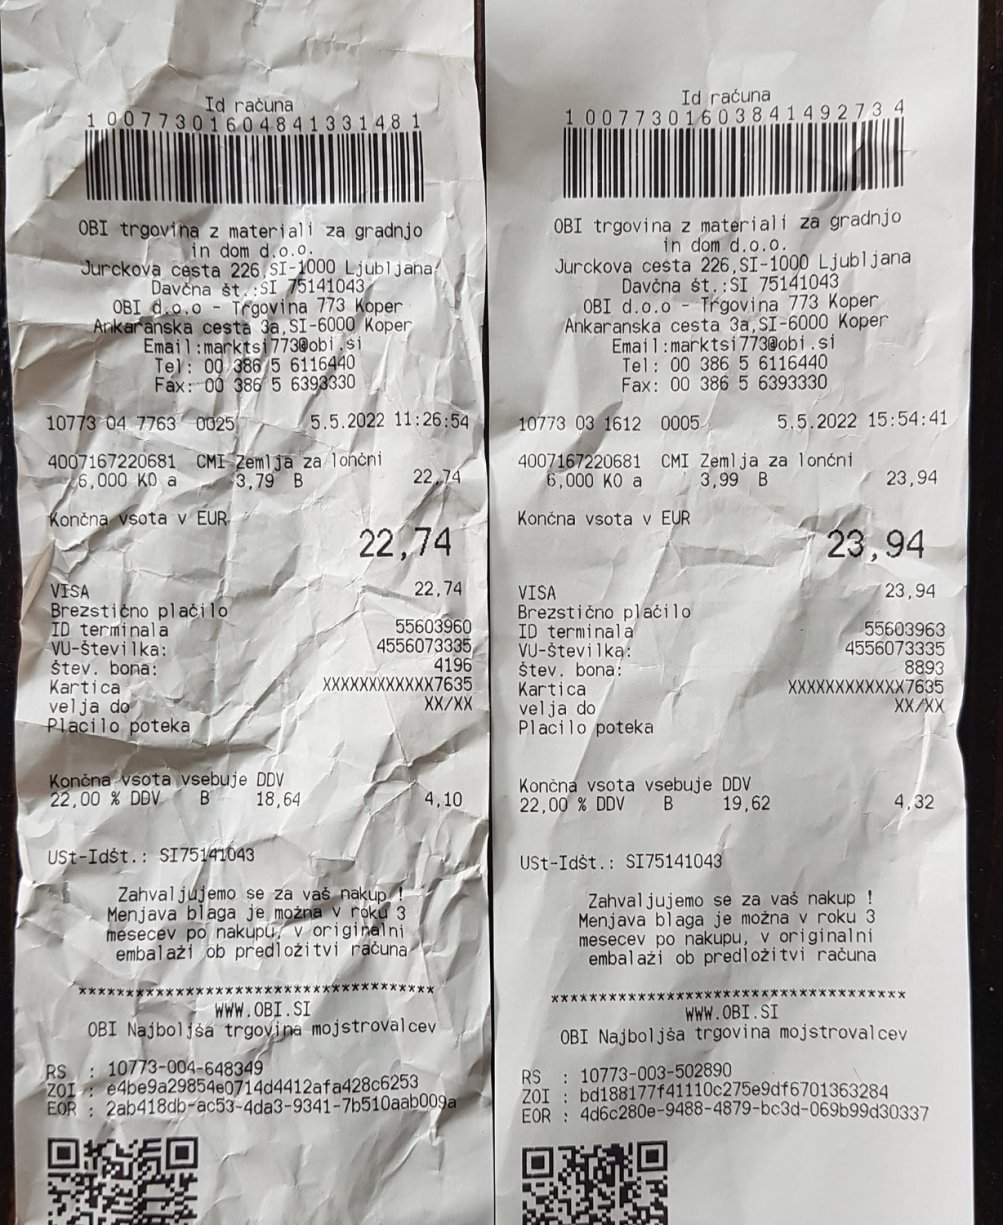 Id računa
1007730160484133148 1
OBI trgovina z materiali za gradnjo
in dom d.o.o.
Jurckova cesta 226,SI-1000 Ljubljana
Davčna št.:SI 75141043
OBI d.o.o - Trgovina 773 Koper
Ankaranska cesta 3a,SI-6000 Koper
Email:marktsi773@obi.si
Tel: 00 386 5 6116440
Fax: 00 386 5 6393330
10773 04 7763 0025 5.5.2022 11:26:54
4007167220681 CMI Zemlja za lončni
6,000 KO a 3,79 B 22,74
Končna vsota v EUR
22,74
VISA 22,74
Brezstično plačilo
ID terminala 55603960
VU-številka: 4556073335
štev. bona: 4196
Kartica XXXXXXXXXXXX7635
velja do XX/XX
Placilo poteka
Končna vsota vsebuje DDV
22,00 % DDV B 18,64 4,10
USt-Idšt.: SI75141043
Zahvaljujemo se za vaš nakup !
Menjava blaga je možna v roku 3
mesecev po nakupu, v originalni
embalaži ob predložitvi računa
**************************************
WWW.OBI.SI
OBI Najboljša trgovina mojstrovalcev
RS : 10773-004-648349
ZOI : e4be9a29854e0714d4412afa428c6253
EOR : 2ab418db-ac53-4da3-9341-7b510aab009a
Id računa
10077301603841492734
OBI trgovina z materiali za gradnjo
in dom d.o.o.
Jurckova cesta 226,SI-1000 Ljubljana
Davčna št.:SI 75141043
OBI d.o.o - Trgovina 773 Koper
Ankaranska cesta 3a,SI-6000 Koper
Email:marktsi773@obi.si
Tel: 00 386 5 6116440
Fax: 00 386 5 6393330
10773 03 1612 0005 5.5.2022 15:54:41
4007167220681 CMI Zemlja za lončni
6,000 KO a 3,99 B 23,94
Končna vsota v EUR
23,94
VISA 23,94
Brezstično plačilo
ID terminala 55603963
VU-številka: 4556073335
štev. bona: 8893
Kartica XXXXXXXXXXXX7635
velja do XX/XX
Placilo poteka
Končna vsota vsebuje DDV
22,00 % DDV B 19,62 4,32
USt-Idšt.: SI75141043
Zahvaljujemo se za vaš nakup !
Menjava blaga je možna v roku 3
mesecev po nakupu, v originalni
embalaži ob predložitvi računa
**************************************
WWW.OBI.SI
OBI Najboljša trgovina mojstrovalcev
RS : 10773-003-502890
ZOI : bd188177f41110c275e9df6701363284
EOR : 4d6c280e-9488-4879-bc3d-069b99d30337